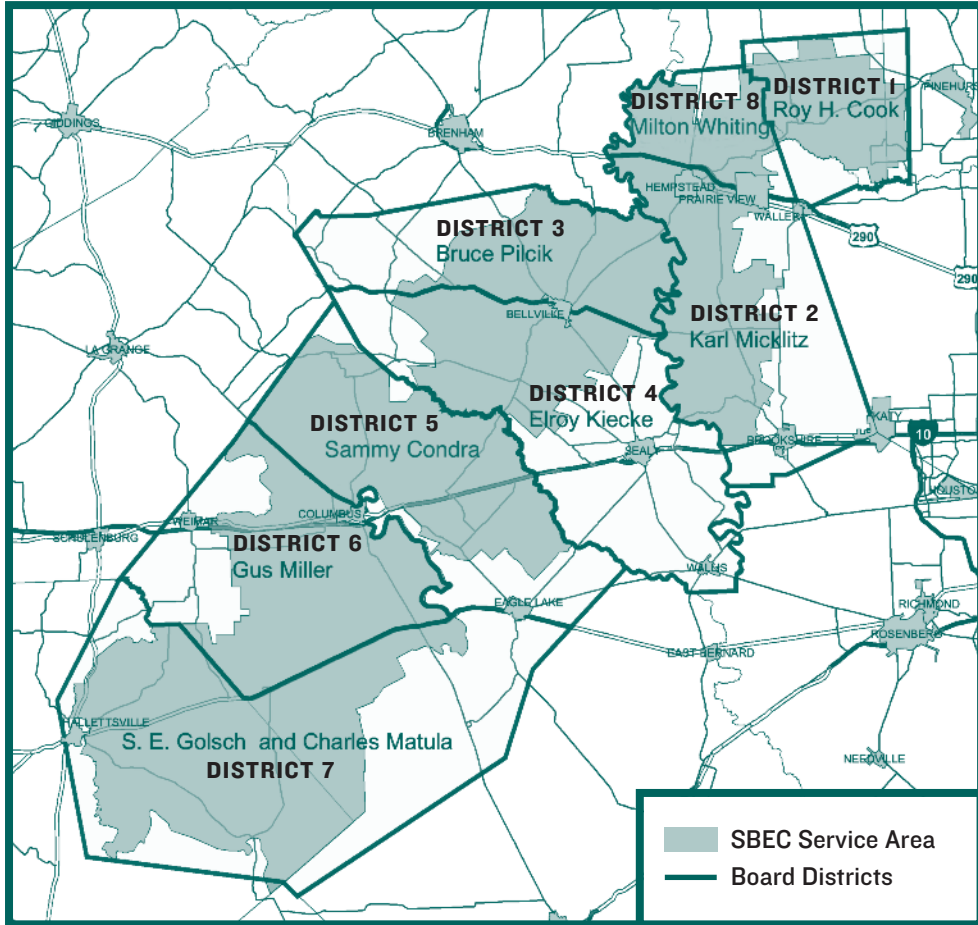 DISTRICT 1
Roy H. Cook
DISTRICT 8
Milton Whiting
GIDDINGS
BRENHAM
HEMPSTEAD
PRAIRIE VIEW
WALLER
290
290
DISTRICT 3
Bruce Pilcik
BELLVILLE
DISTRICT 2
Karl Micklitz
LA GRANGE
DISTRICT 4
Elroy Kiecke
DISTRICT 5
Sammy Condra
KATY
10
BROOKSHIRE
SEALY
COLUMBUS
WEIMAR
SCHULENBURG
DISTRICT 6
Gus Miller
WALLIS
EAGLE LAKE
RICHMOND
ROSENBERG
EAST BERNARD
HALLETTSVILLE
S. E. Golsch and Charles Matula
DISTRICT 7
NEEDVILLE
SBEC Service Area
Board Districts